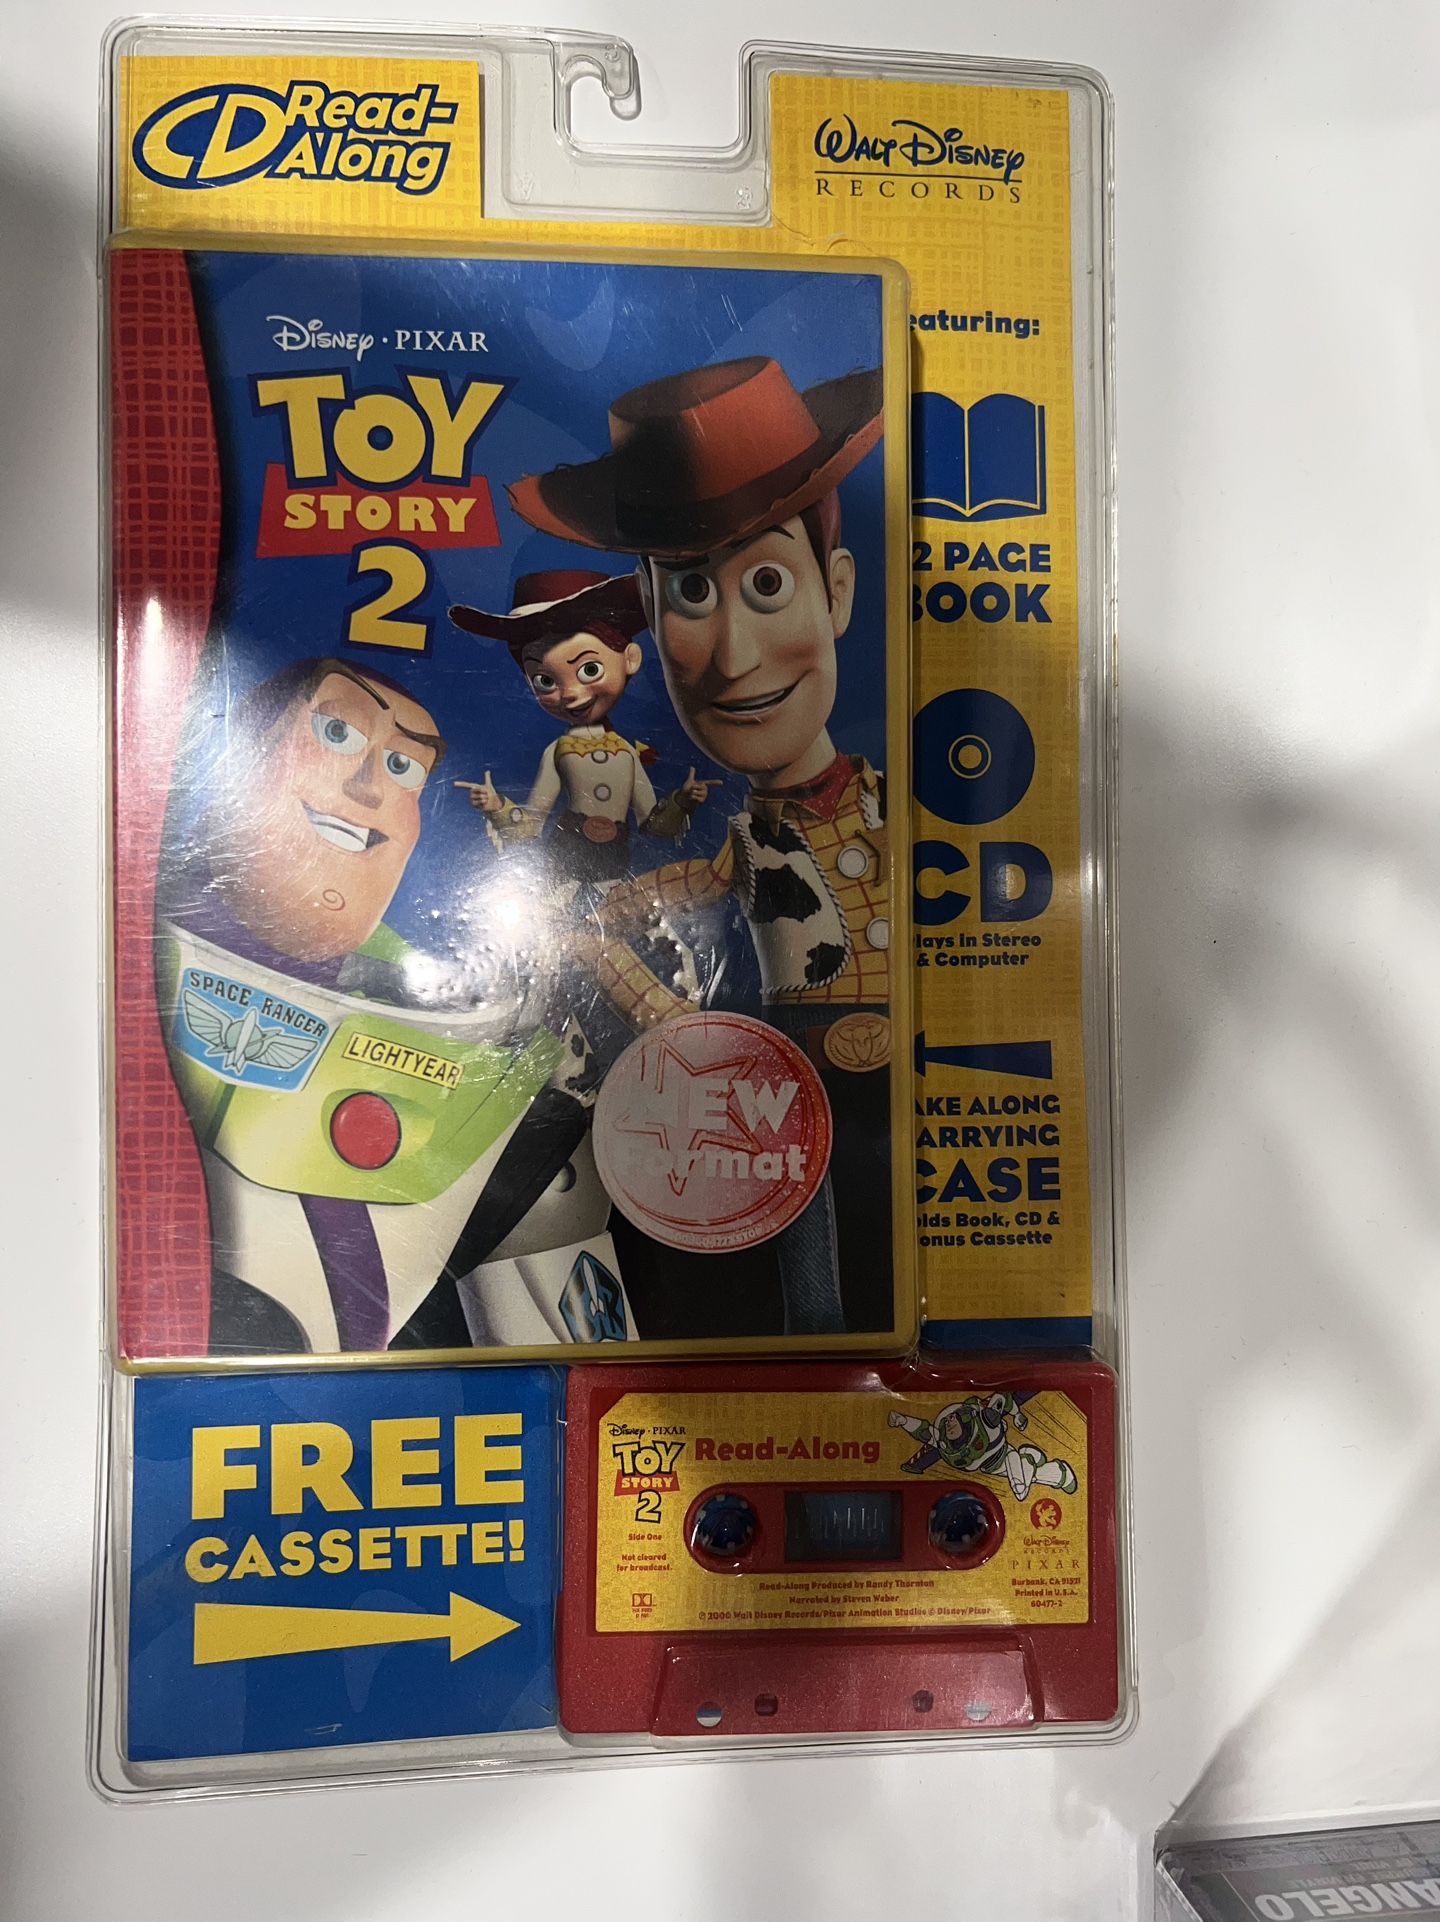 CD Read-
Along
WALT DISNEY
RECORDS
DISNEY · PIXAR
TOY
STORY
2
SPACE RANGER
LIGHTYEAR
NEW
Format
eaturing:
2 PAGE
BOOK
CD
lays in Stereo
& Computer
AKE ALONG
ARRYING
CASE
olds Book, CD &
onus Cassette
FREE
CASSETTE!
DISNEY · PIXAR
TOY
STORY
2
Read-Along
Side One
Not cleared
for broadcast.
Walt Disney
RECORDS
PIXAR
Burbank, CA 91521
Printed in U.S.A.
60477-2
Read-Along Produced by Randy Thornton
Narrated by Steven Weber
℗ 2000 Walt Disney Records/Pixar Animation Studios © Disney/Pixar
ANGELO